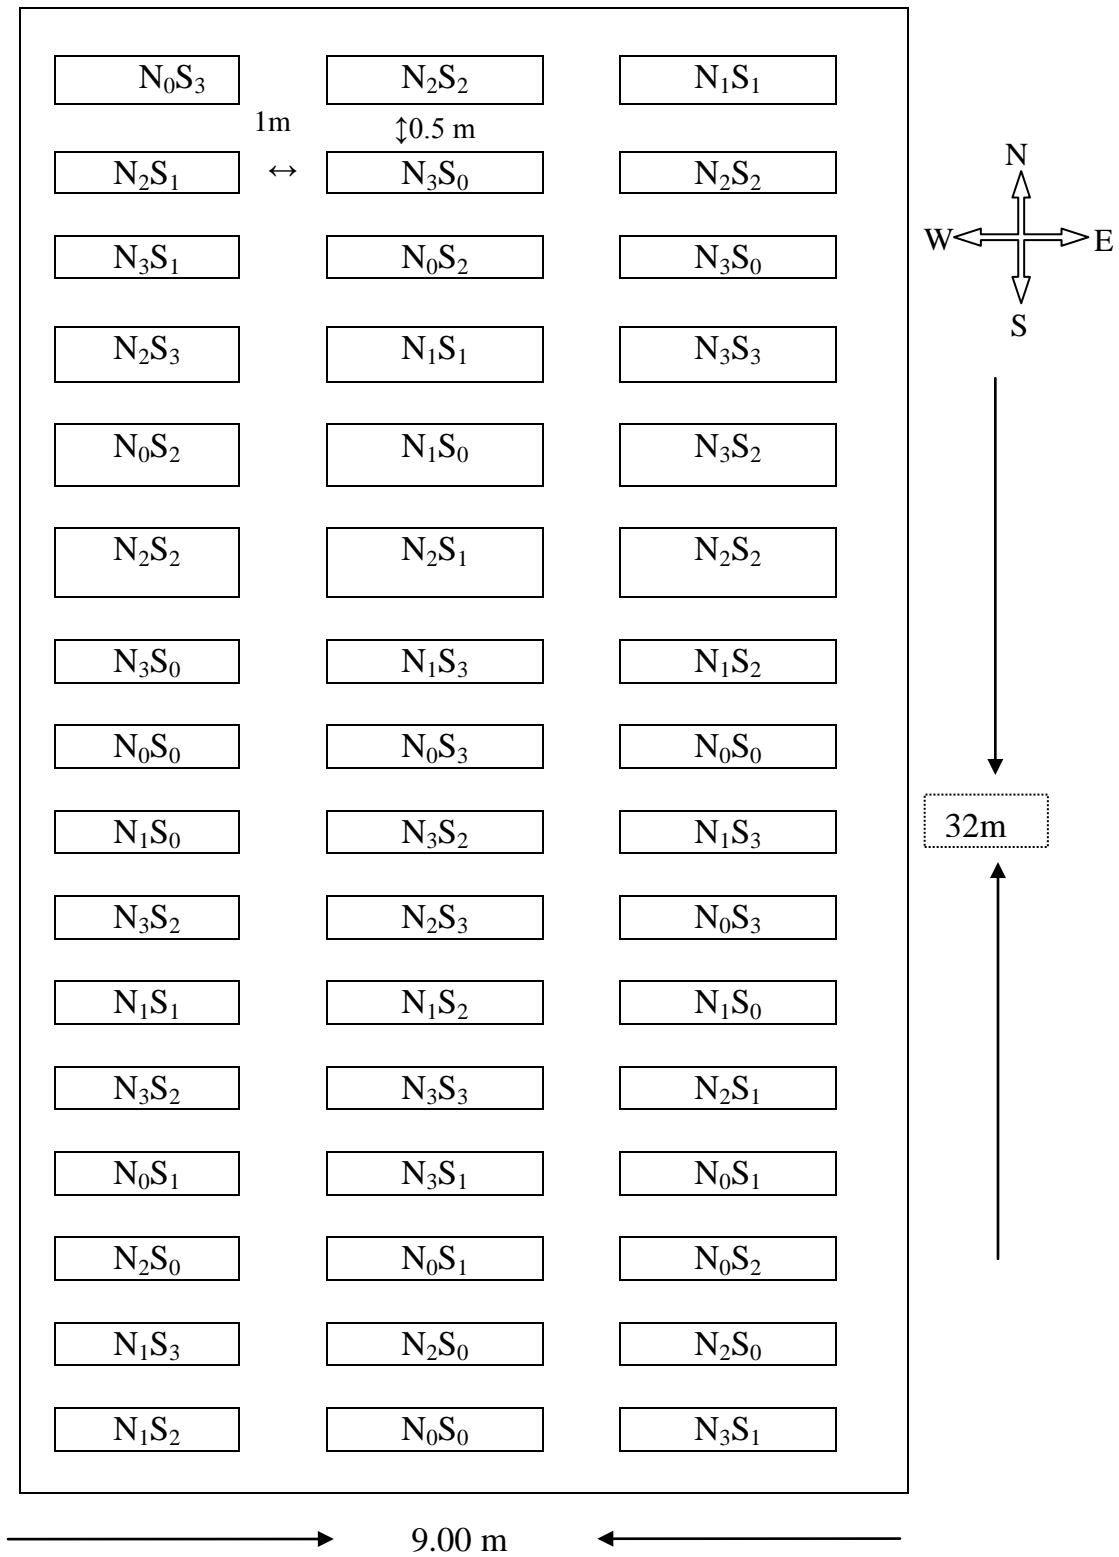 N₀S₃ N₂S₂ N₁S₁
1m ↕0.5 m
N₂S₁ ↔ N₃S₀ N₂S₂
N
W E
S
N₃S₁ N₀S₂ N₃S₀
N₂S₃ N₁S₁ N₃S₃
N₀S₂ N₁S₀ N₃S₂
N₂S₂ N₂S₁ N₂S₂
N₃S₀ N₁S₃ N₁S₂
N₀S₀ N₀S₃ N₀S₀
N₁S₀ N₃S₂ N₁S₃
32m
N₃S₂ N₂S₃ N₀S₃
N₁S₁ N₁S₂ N₁S₀
N₃S₂ N₃S₃ N₂S₁
N₀S₁ N₃S₁ N₀S₁
N₂S₀ N₀S₁ N₀S₂
N₁S₃ N₂S₀ N₂S₀
N₁S₂ N₀S₀ N₃S₁
9.00 m